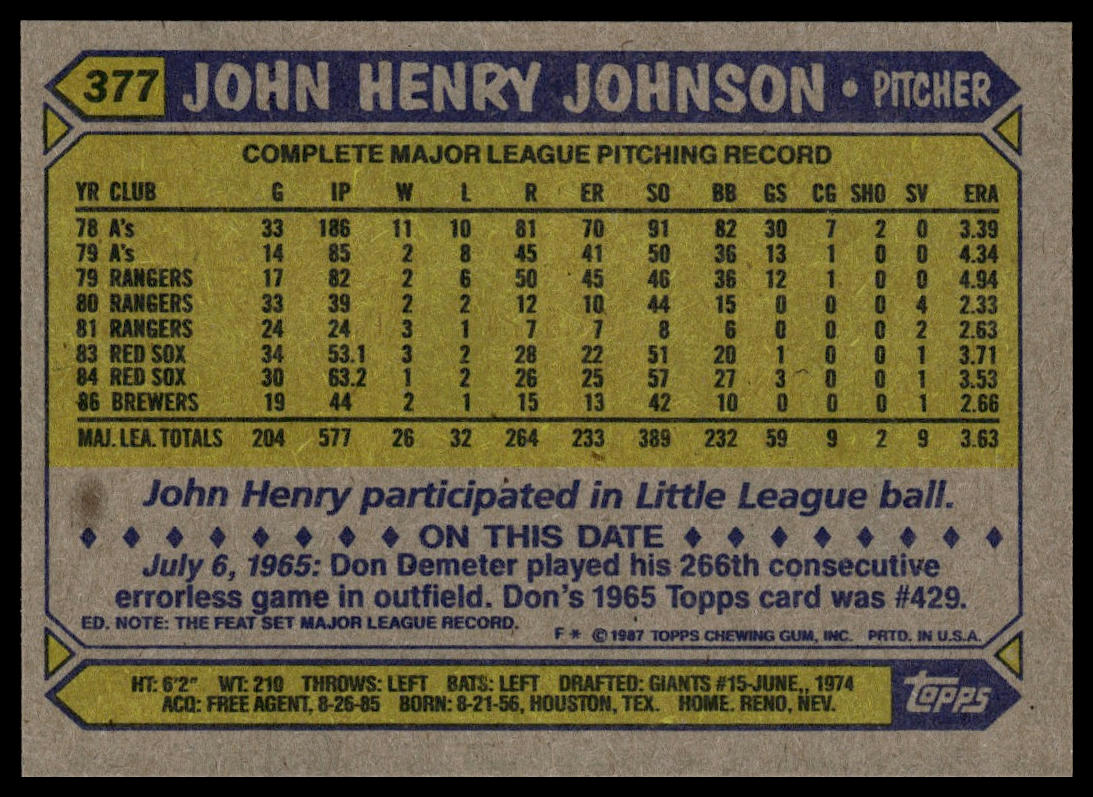 377 JOHN HENRY JOHNSON • PITCHER
COMPLETE MAJOR LEAGUE PITCHING RECORD
YR CLUB G IP W L R ER SO BB GS CG SHO SV ERA
78 A's 33 186 11 10 81 70 91 82 30 7 2 0 3.39
79 A's 14 85 2 8 45 41 50 36 13 1 0 0 4.34
79 RANGERS 17 82 2 6 50 45 46 36 12 1 0 0 4.94
80 RANGERS 33 39 2 2 12 10 44 15 0 0 0 4 2.33
81 RANGERS 24 24 3 1 7 7 8 6 0 0 0 2 2.63
83 RED SOX 34 53.1 3 2 28 22 51 20 1 0 0 1 3.71
84 RED SOX 30 63.2 1 2 26 25 57 27 3 0 0 1 3.53
86 BREWERS 19 44 2 1 15 13 42 10 0 0 0 1 2.66
MAJ. LEA. TOTALS 204 577 26 32 264 233 389 232 59 9 2 9 3.63
John Henry participated in Little League ball.
ON THIS DATE
July 6, 1965: Don Demeter played his 266th consecutive
errorless game in outfield. Don's 1965 Topps card was #429.
ED. NOTE: THE FEAT SET MAJOR LEAGUE RECORD.
F* © 1987 TOPPS CHEWING GUM, INC. PRTD. IN U.S.A.
HT: 6'2" WT: 210 THROWS: LEFT BATS: LEFT DRAFTED: GIANTS #15-JUNE,, 1974
ACQ: FREE AGENT, 8-26-85 BORN: 8-21-56, HOUSTON, TEX. HOME. RENO, NEV.
topps